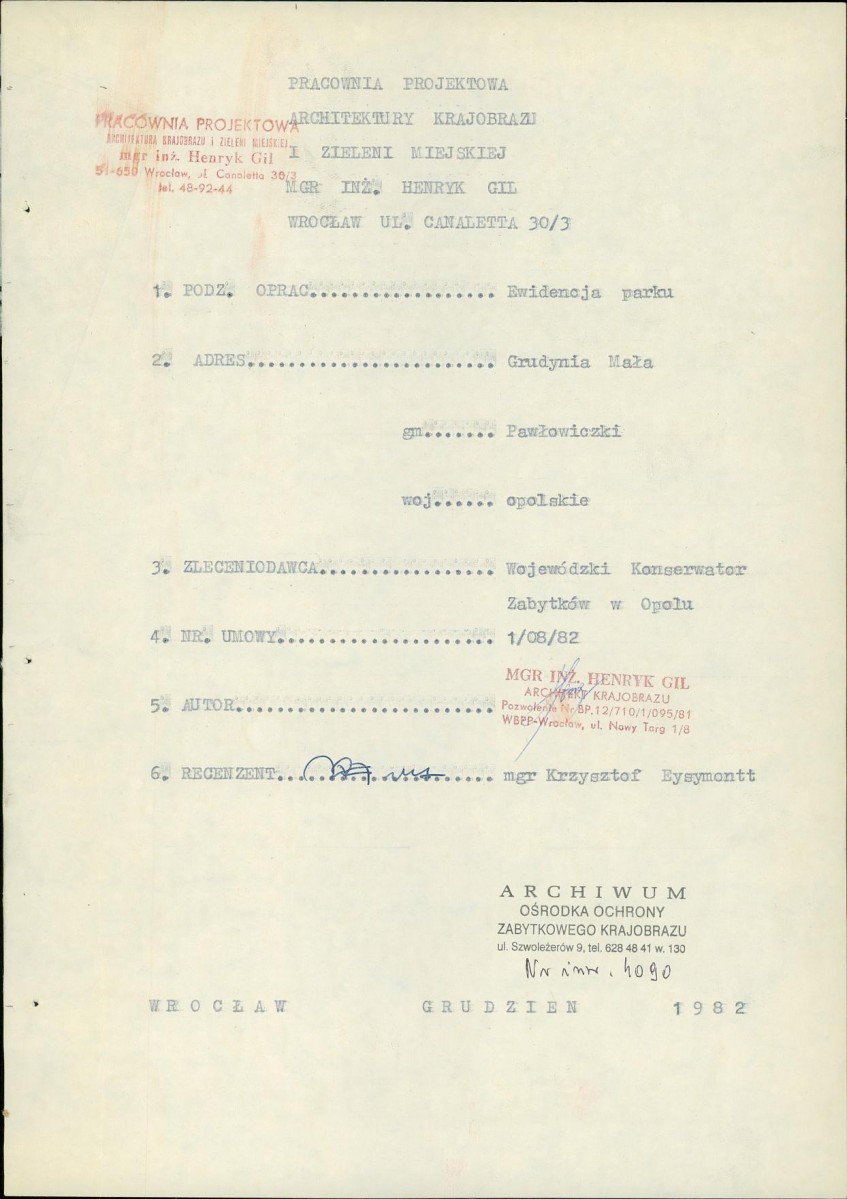 PRACOWNIA PROJEKTOWA
ARCHITEKTURY KRAJOBRAZU
I ZIELENI MIEJSKIEJ
MGR INŻ. HENRYK GIL
WROCŁAW UL. CANALETTA 30/3
PRACOWNIA PROJEKTOWA
ARCHITEKTURA KRAJOBRAZU I ZIELENI MIEJSKIEJ
mgr inż. Henryk Gil
51-650 Wrocław, ul. Canaletta 30/3
tel. 48-92-44
1. PODZ. OPRAC.................. Ewidencja parku
2. ADRES........................ Grudynia Mała
gm....... Pawłowiczki
woj...... opolskie
3. ZLECENIODAWCA................. Wojewódzki Konserwator
Zabytków w Opolu
4. NR. UMOWY..................... 1/08/82
MGR INŻ. HENRYK GIL
ARCHITEKT KRAJOBRAZU
5. AUTOR......................... Pozwolenie Nr BP.12/710/1/095/81
WBPP-Wrocław, ul. Nowy Targ 1/8
6. RECENZENT..................... mgr Krzysztof Eysymontt
ARCHIWUM
OŚRODKA OCHRONY
ZABYTKOWEGO KRAJOBRAZU
ul. Szwoleżerów 9, tel. 628 48 41 w. 130
Nr inw. 4090
WROCŁAW GRUDZIEN 1982